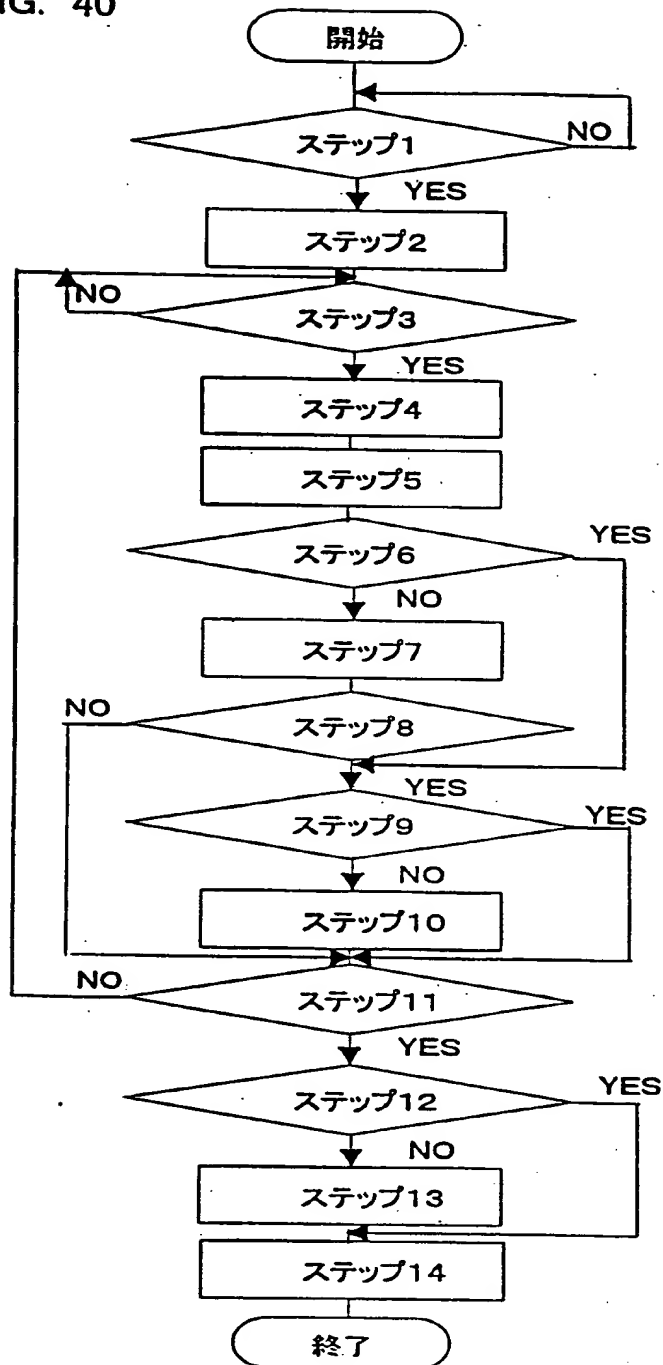 FIG. 40
開始
ステップ1
NO
YES
ステップ2
NO
ステップ3
YES
ステップ4
ステップ5
YES
ステップ6
NO
ステップ7
NO
ステップ8
YES
ステップ9
YES
NO
ステップ10
NO
ステップ11
YES
ステップ12
YES
NO
ステップ13
ステップ14
終了